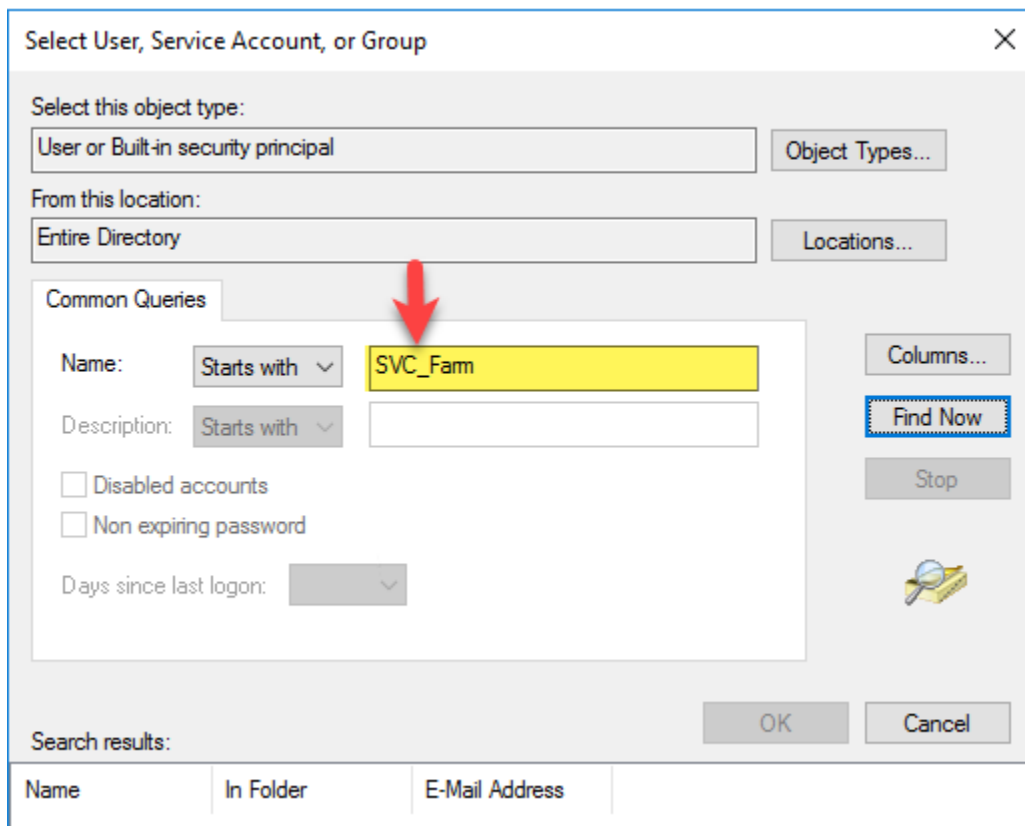 Select User, Service Account, or Group
Select this object type:
User or Built-in security principal
Object Types...
From this location:
Entire Directory
Locations...
Common Queries
Name:
Starts with
SVC_Farm
Columns...
Description:
Starts with
Find Now
Disabled accounts
Stop
Non expiring password
Days since last logon:
OK
Cancel
Search results:
Name
In Folder
E-Mail Address